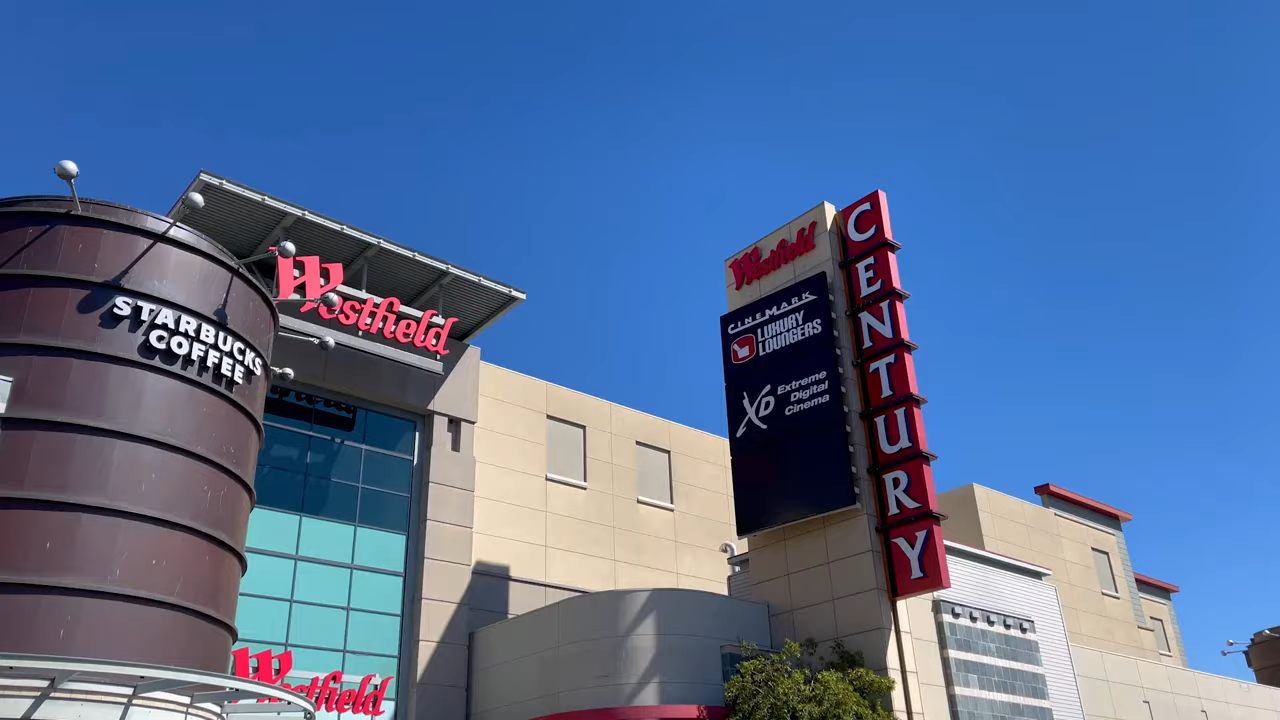 STARBUCKS
COFFEE
Westfield
Westfield
Westfield
CINEMARK
LUXURY
LOUNGERS
XD
Extreme
Digital
Cinema
CENTURY